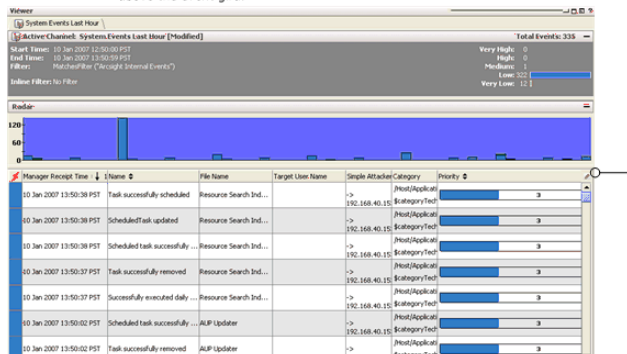 Viewer
System Events Last Hour
Active Channel: System Events Last Hour [Modified] Total Events: 335
Start Time: 10 Jan 2007 12:50:00 PST Very High: 0
End Time: 10 Jan 2007 13:50:59 PST High: 0
Filter: MatchesFilter ("Arcsight Internal Events") Medium: 1
Low: 322
Inline Filter: No Filter Very Low: 12
Radar
120
60
0
Manager Receipt Time 1 Name File Name Target User Name Simple Attacker Category Priority
10 Jan 2007 13:50:38 PST Task successfully scheduled Resource Search Ind... -> 192.168.40.15 /Host/Applicati $categoryTech 3
10 Jan 2007 13:50:38 PST ScheduledTask updated Resource Search Ind... -> 192.168.40.15 /Host/Applicati $categoryTech 3
10 Jan 2007 13:50:38 PST Scheduled task successfully ... Resource Search Ind... -> 192.168.40.15 /Host/Applicati $categoryTech 3
10 Jan 2007 13:50:37 PST Task successfully removed Resource Search Ind... -> 192.168.40.15 /Host/Applicati $categoryTech 3
10 Jan 2007 13:50:37 PST Successfully executed daily ... Resource Search Ind... -> 192.168.40.15 /Host/Applicati $categoryTech 3
10 Jan 2007 13:50:02 PST Scheduled task successfully ... AUP Updater -> 192.168.40.15 /Host/Applicati $categoryTech 3
10 Jan 2007 13:50:02 PST Task successfully removed AUP Updater -> 192.168.40.15 /Host/Applicati 3